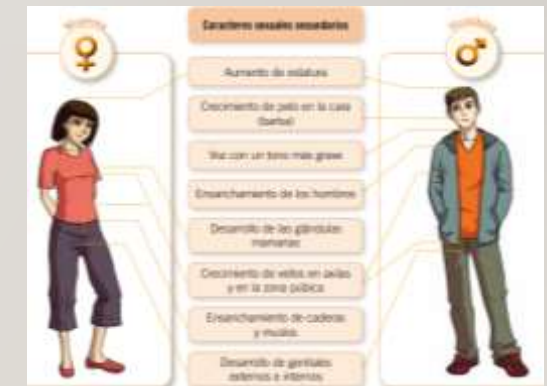 Caracteres sexuales secundarios
Aumento de estatura
Crecimiento de pelo en la cara
(barba)
Voz con un tono más grave
Ensanchamiento de los hombros
Desarrollo de las glándulas
mamarias
Crecimiento de vellos en axilas
y en la zona púbica
Ensanchamiento de caderas
y muslos
Desarrollo de genitales
externos e internos